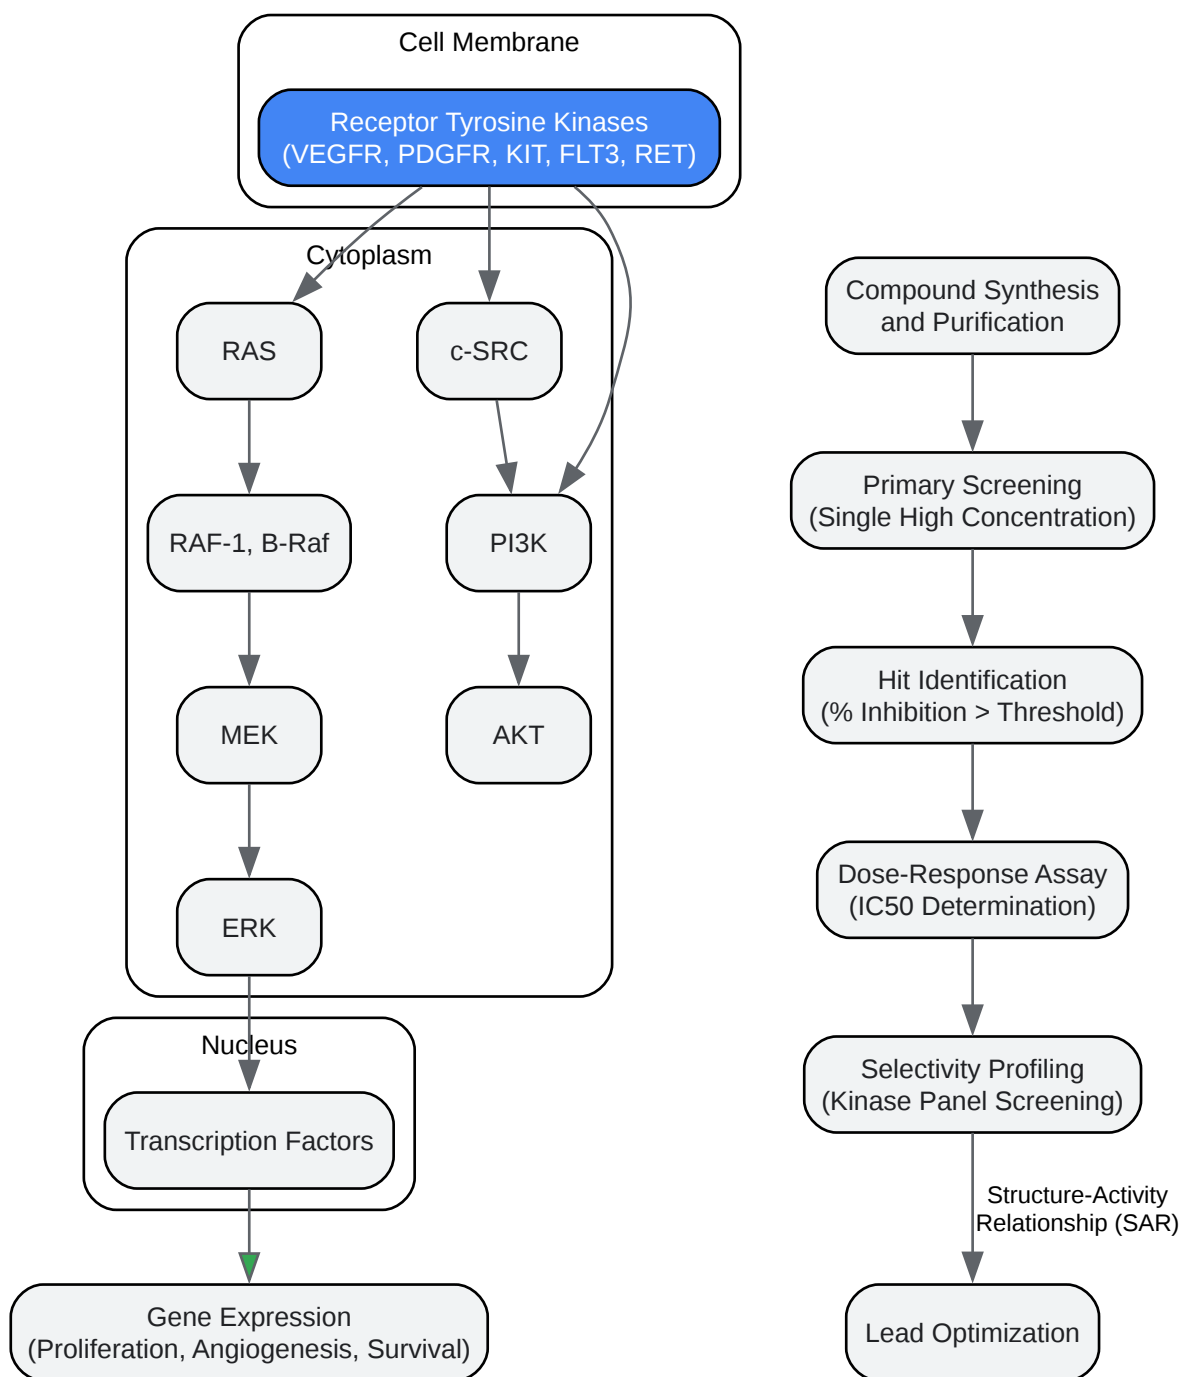 Cell Membrane
Receptor Tyrosine Kinases
(VEGFR, PDGFR, KIT, FLT3, RET)
Cytoplasm
RAS
c-SRC
RAF-1, B-Raf
PI3K
MEK
AKT
ERK
Nucleus
Transcription Factors
Gene Expression
(Proliferation, Angiogenesis, Survival)
Compound Synthesis
and Purification
Primary Screening
(Single High Concentration)
Hit Identification
(% Inhibition > Threshold)
Dose-Response Assay
(IC50 Determination)
Selectivity Profiling
(Kinase Panel Screening)
Structure-Activity
Relationship (SAR)
Lead Optimization